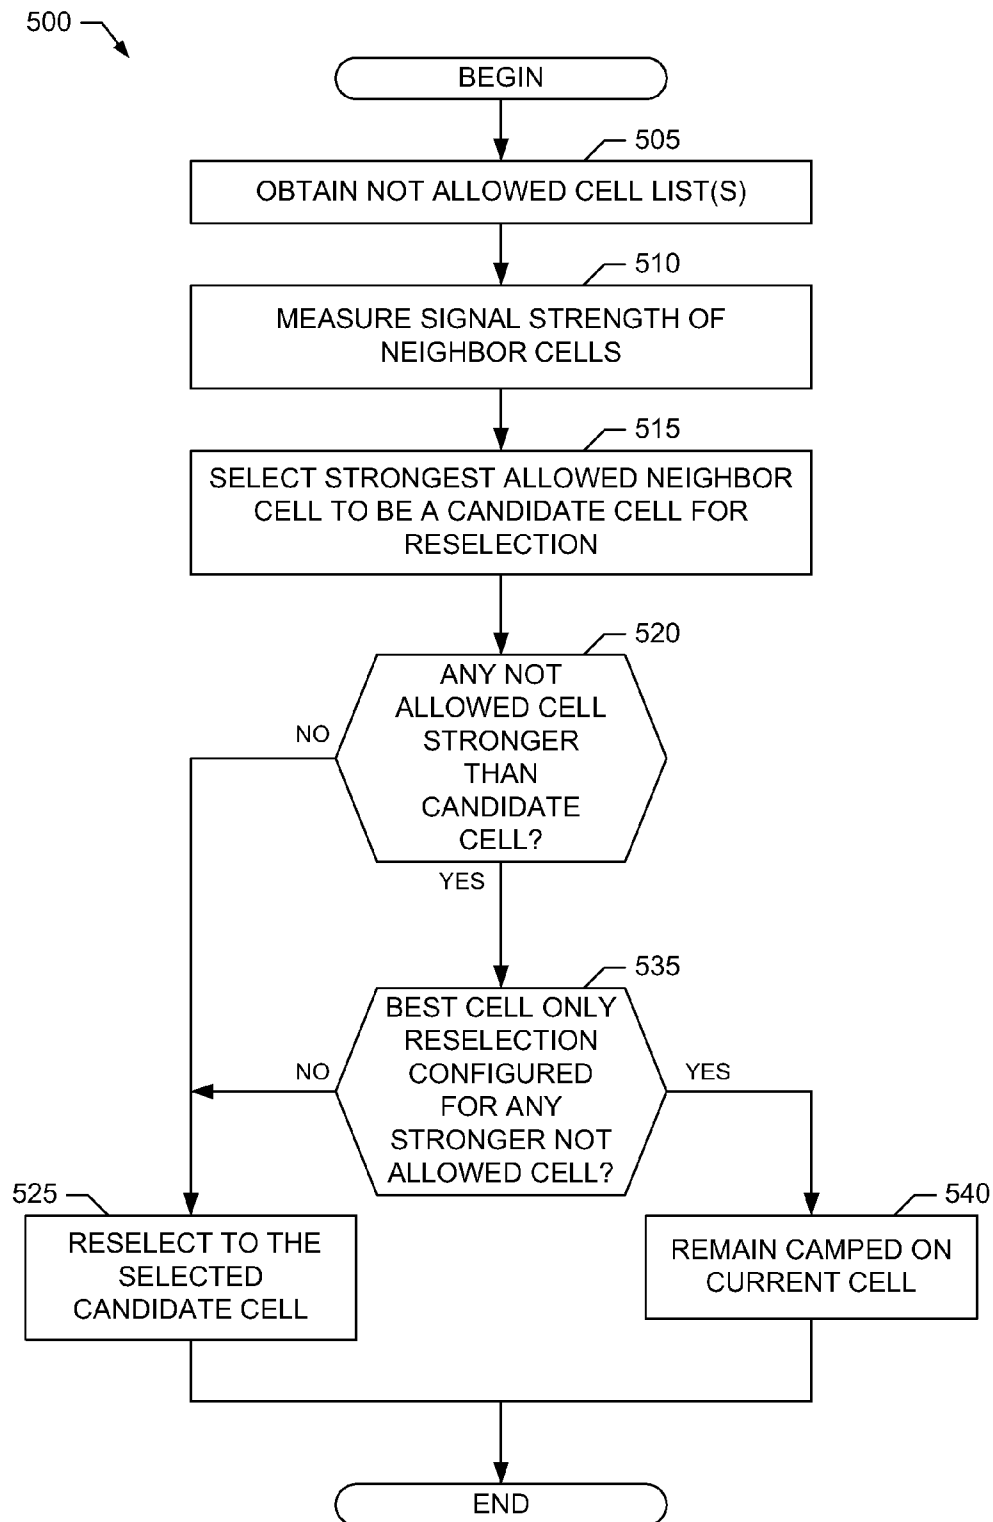 500
BEGIN
505
OBTAIN NOT ALLOWED CELL LIST(S)
510
MEASURE SIGNAL STRENGTH OF
NEIGHBOR CELLS
515
SELECT STRONGEST ALLOWED NEIGHBOR
CELL TO BE A CANDIDATE CELL FOR
RESELECTION
520
ANY NOT
ALLOWED CELL
STRONGER
THAN
CANDIDATE
CELL?
NO
YES
535
BEST CELL ONLY
RESELECTION
CONFIGURED
FOR ANY
STRONGER NOT
ALLOWED CELL?
NO
YES
525
RESELECT TO THE
SELECTED
CANDIDATE CELL
540
REMAIN CAMPED ON
CURRENT CELL
END